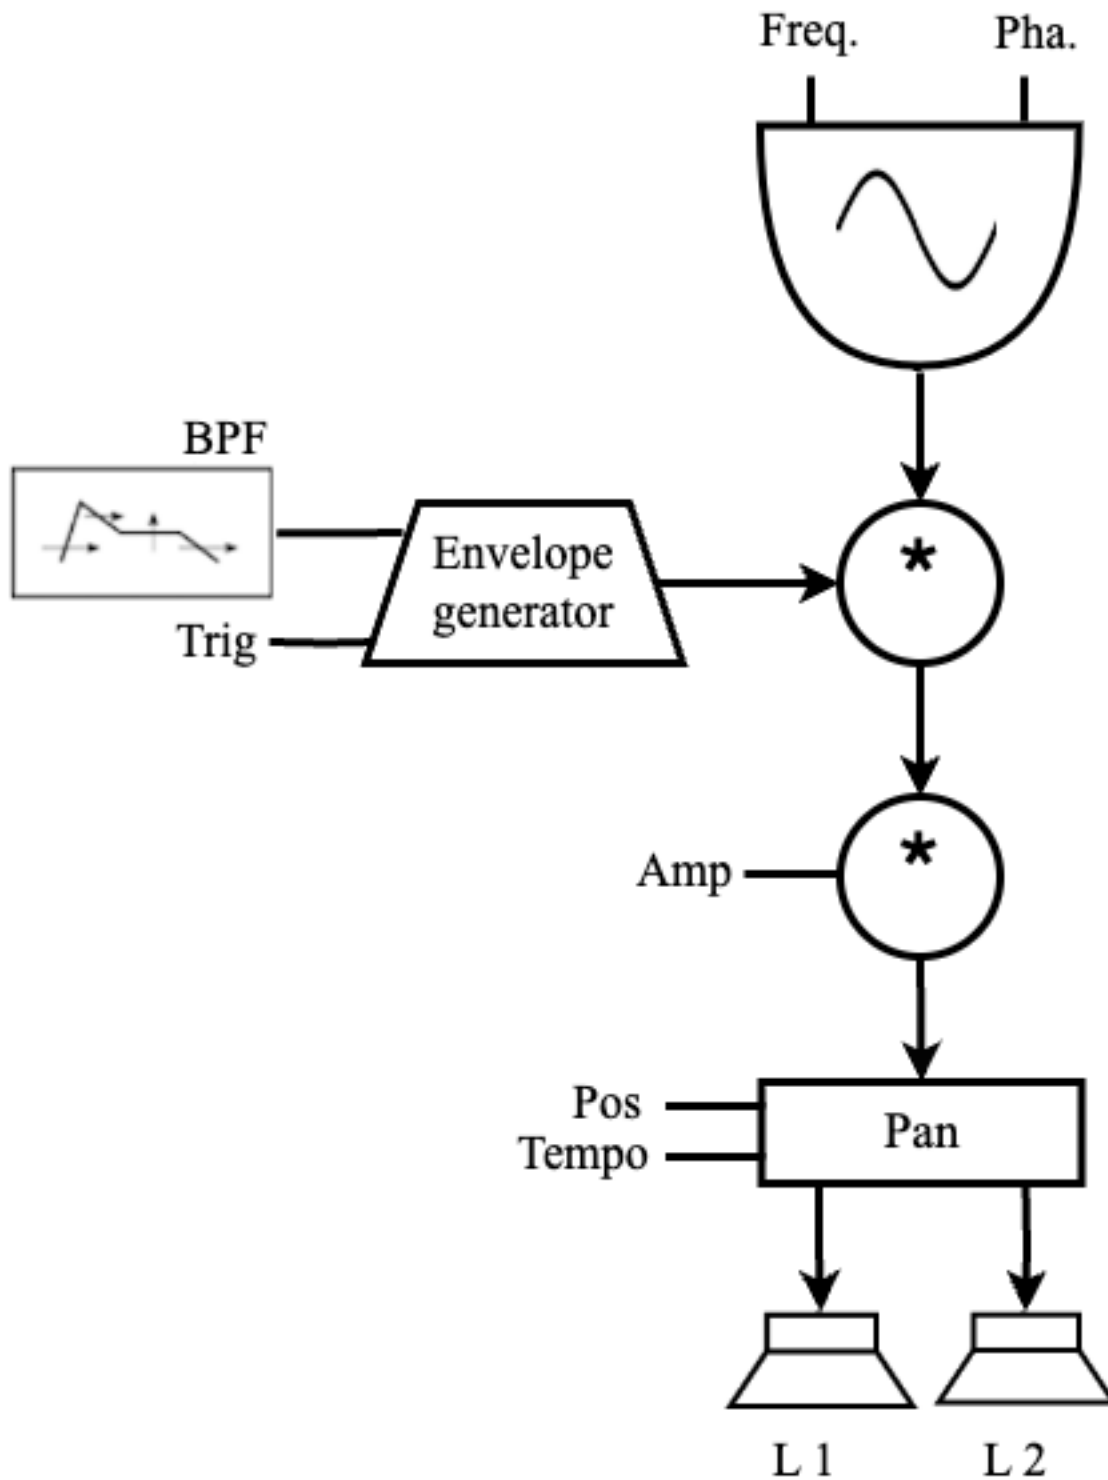 Freq.
Pha.
BPF
Envelope
generator
*
Trig
*
Amp
Pos
Pan
Tempo
L 1
L 2